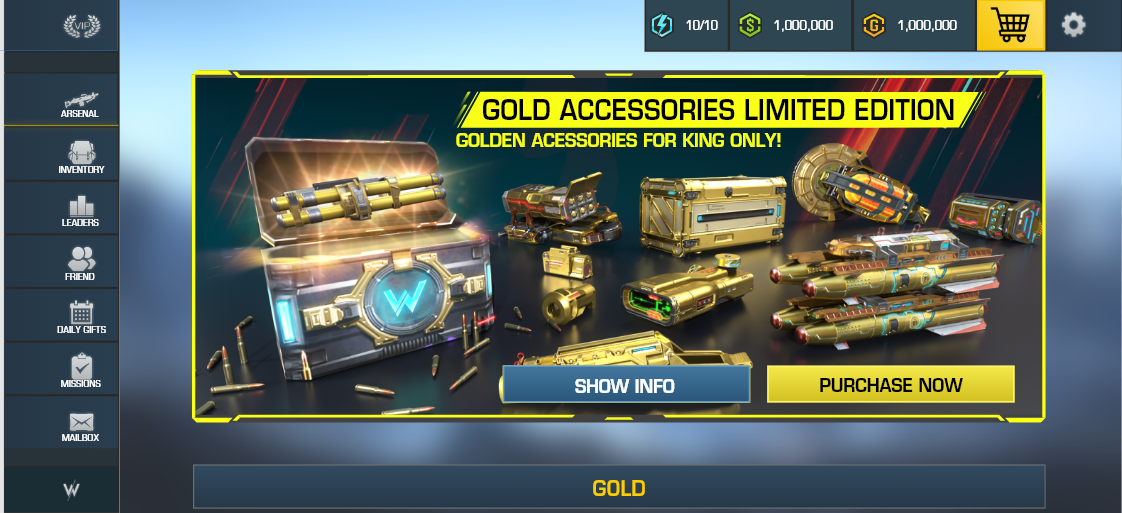 VIP
10/10
S
1,000,000
G
1,000,000
ARSENAL
INVENTORY
LEADERS
FRIEND
DAILY GIFTS
MISSIONS
MAILBOX
W
GOLD ACCESSORIES LIMITED EDITION
GOLDEN ACESSORIES FOR KING ONLY!
W
SHOW INFO
PURCHASE NOW
GOLD